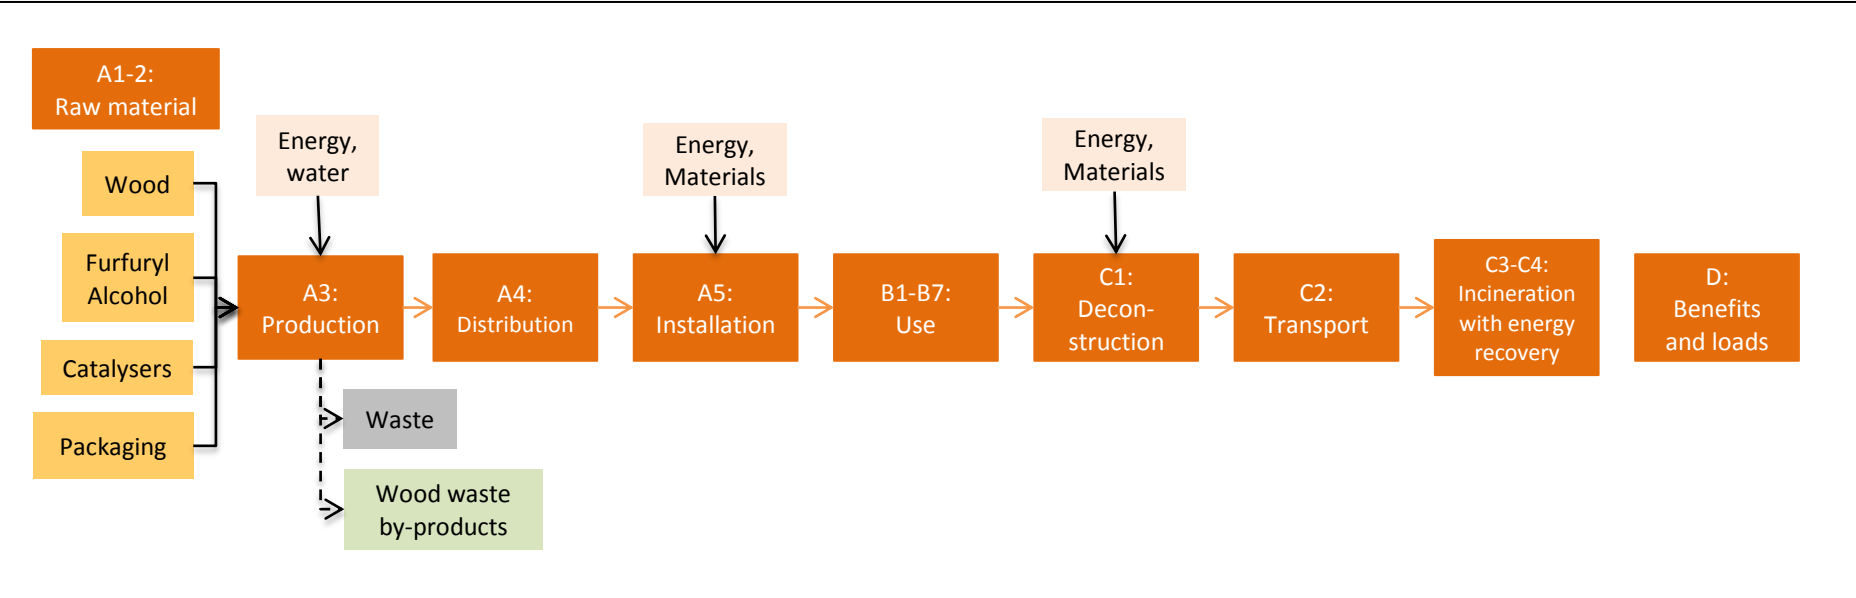 A1-2:
Raw material
Wood
Furfuryl
Alcohol
Catalysers
Packaging
Energy,
water
A3:
Production
Waste
Wood waste
by-products
A4:
Distribution
Energy,
Materials
A5:
Installation
B1-B7:
Use
Energy,
Materials
C1:
Decon-
struction
C2:
Transport
C3-C4:
Incineration
with energy
recovery
D:
Benefits
and loads